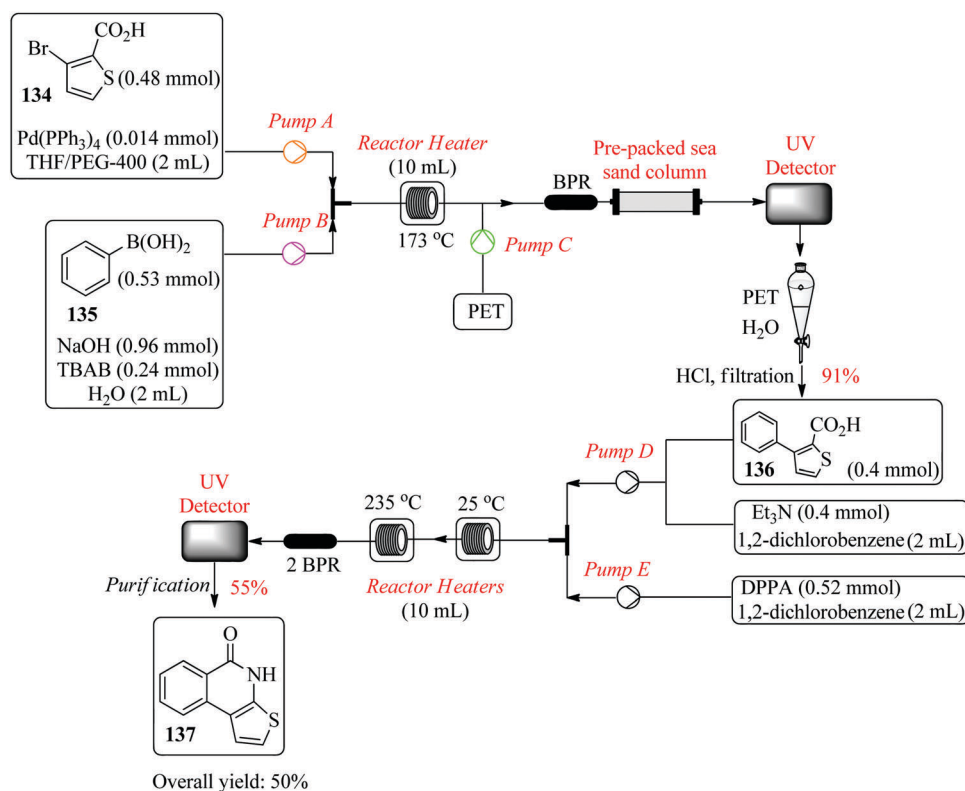 CO₂H
Br
S (0.48 mmol)
134
Pd(PPh₃)₄ (0.014 mmol)
THF/PEG-400 (2 mL)
Pump A
B(OH)₂
(0.53 mmol)
135
NaOH (0.96 mmol)
TBAB (0.24 mmol)
H₂O (2 mL)
Pump B
Reactor Heater
(10 mL)
173 °C
Pump C
PET
BPR
Pre-packed sea
sand column
UV
Detector
PET
H₂O
HCl, filtration 91%
CO₂H
S
136
(0.4 mmol)
Et₃N (0.4 mmol)
1,2-dichlorobenzene (2 mL)
Pump D
DPPA (0.52 mmol)
1,2-dichlorobenzene (2 mL)
Pump E
25 °C
235 °C
Reactor Heaters
(10 mL)
2 BPR
UV
Detector
Purification 55%
O
NH
S
137
Overall yield: 50%